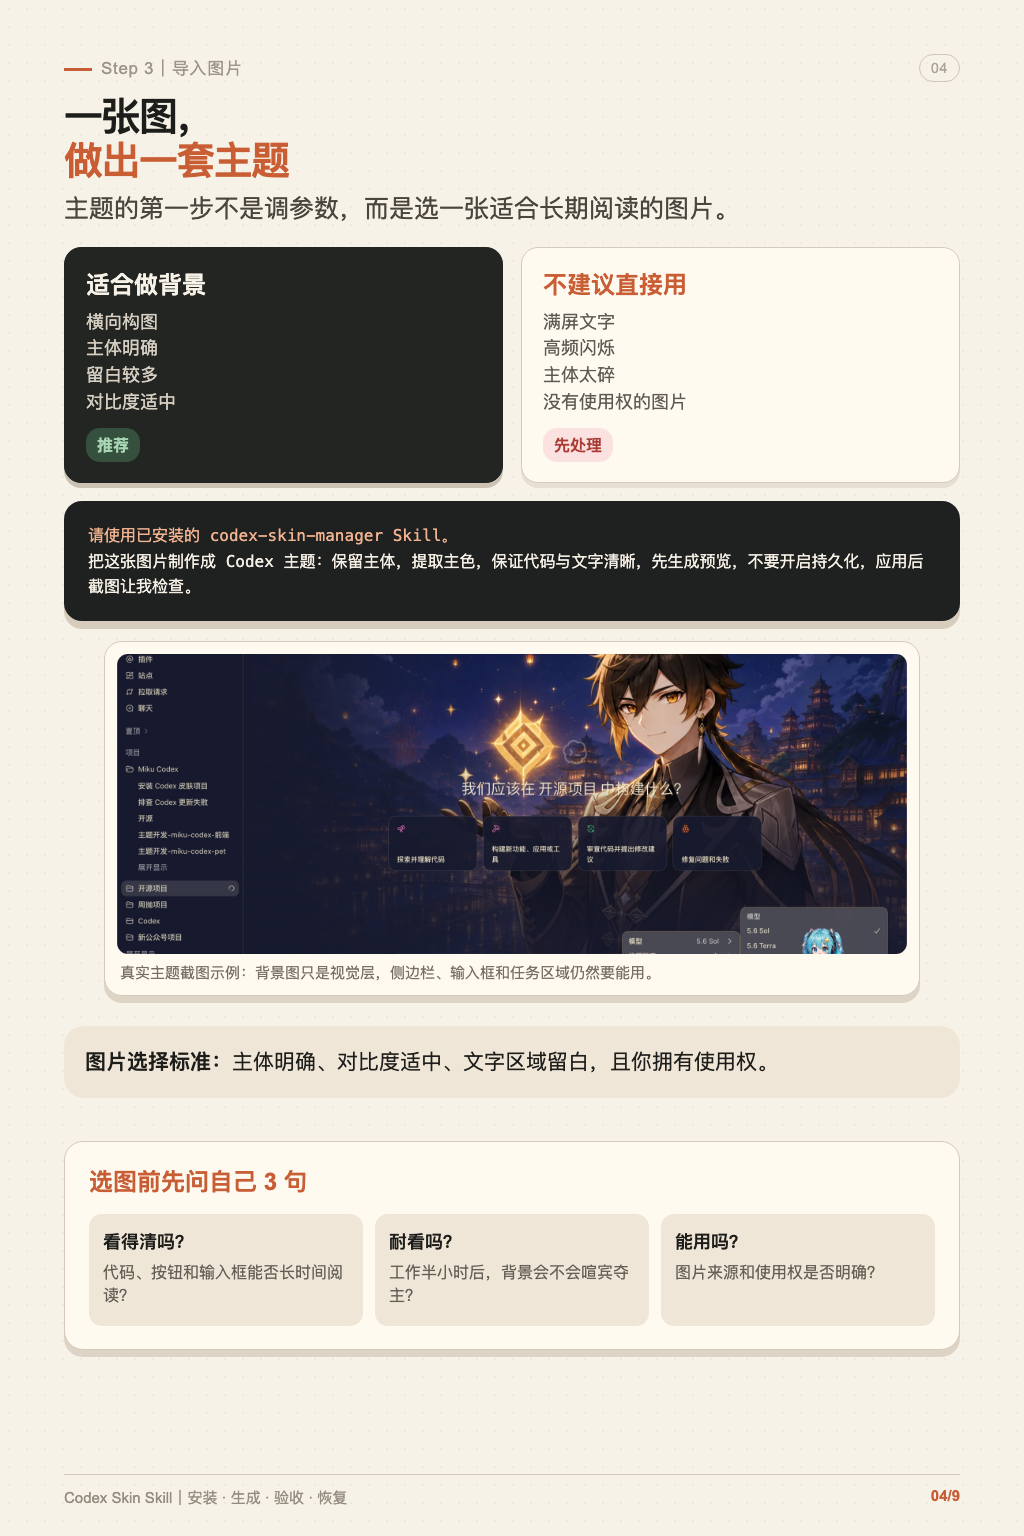 Step 3｜导入图片
04
一张图，
做出一套主题
主题的第一步不是调参数，而是选一张适合长期阅读的图片。
适合做背景
横向构图
主体明确
留白较多
对比度适中
推荐
不建议直接用
满屏文字
高频闪烁
主体太碎
没有使用权的图片
先处理
请使用已安装的 codex-skin-manager Skill。
把这张图片制作成 Codex 主题：保留主体，提取主色，保证代码与文字清晰，先生成预览，不要开启持久化，应用后
截图让我检查。
插件
站点
拉取请求
聊天
置顶
项目
Miku Codex
安装 Codex 皮肤项目
排查 Codex 更新失败
开源
主题开发-miku-codex-前端
主题开发-miku-codex-pet
展开显示
开源项目
周抛项目
Codex
新公众号项目
我们应该在 开源项目 中构建什么？
探索并理解代码
构建新功能、应用或工
具
审查代码并提出修改建
议
修复问题和失败
模型 5.6 Sol
模型
5.6 Sol
5.6 Terra
真实主题截图示例：背景图只是视觉层，侧边栏、输入框和任务区域仍然要能用。
图片选择标准：主体明确、对比度适中、文字区域留白，且你拥有使用权。
选图前先问自己 3 句
看得清吗？
代码、按钮和输入框能否长时间阅
读？
耐看吗？
工作半小时后，背景会不会喧宾夺
主？
能用吗？
图片来源和使用权是否明确？
Codex Skin Skill｜安装 · 生成 · 验收 · 恢复
04/9